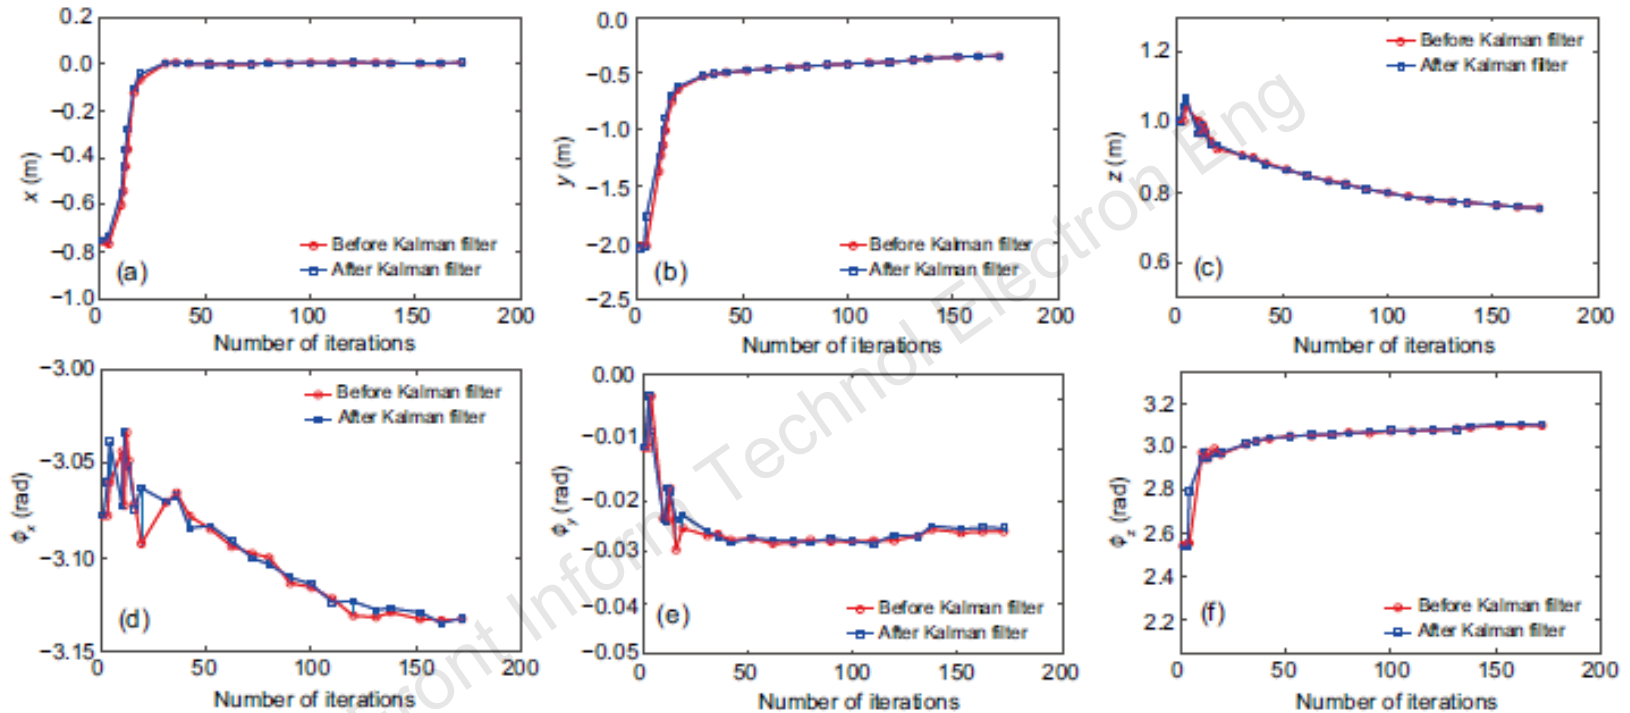 0.2
0.0
−0.2
−0.4
−0.6
−0.8
−1.0
x (m)
Before Kalman filter
After Kalman filter
(a)
0
50
100
150
200
Number of iterations
0.0
−0.5
−1.0
−1.5
−2.0
−2.5
y (m)
Before Kalman filter
After Kalman filter
(b)
0
50
100
150
200
Number of iterations
1.2
1.0
0.8
0.6
z (m)
Before Kalman filter
After Kalman filter
(c)
0
50
100
150
200
Number of iterations
−3.00
−3.05
−3.10
−3.15
Φx (rad)
Before Kalman filter
After Kalman filter
(d)
0
50
100
150
200
Number of iterations
0.00
−0.01
−0.02
−0.03
−0.04
−0.05
Φy (rad)
Before Kalman filter
After Kalman filter
(e)
0
50
100
150
200
Number of iterations
3.2
3.0
2.8
2.6
2.4
2.2
Φz (rad)
Before Kalman filter
After Kalman filter
(f)
0
50
100
150
200
Number of iterations
Front Inform Technol Electron Eng